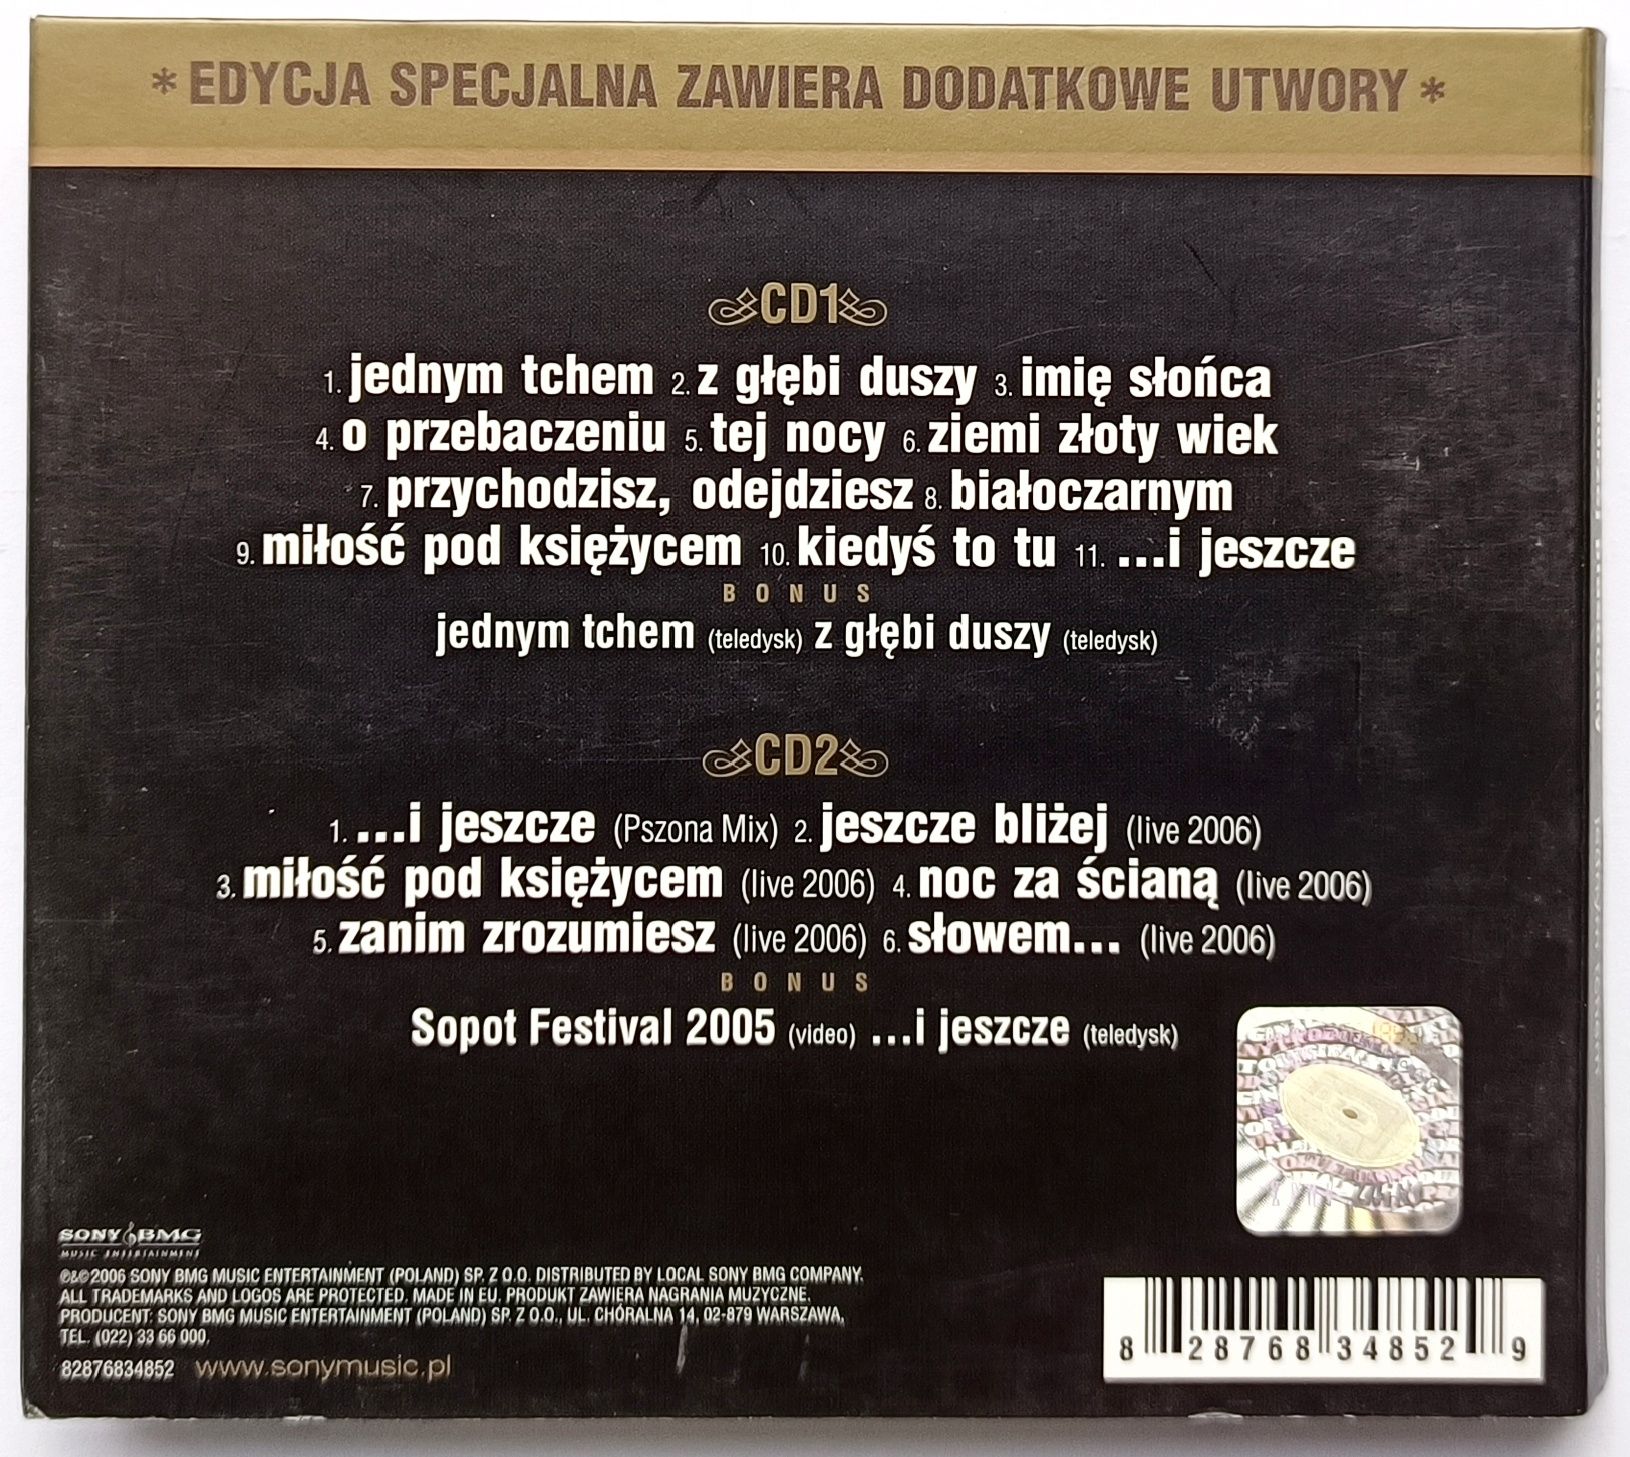 * EDYCJA SPECJALNA ZAWIERA DODATKOWE UTWORY *
CD1
1. jednym tchem 2. z głębi duszy 3. imię słońca
4. o przebaczeniu 5. tej nocy 6. ziemi złoty wiek
7. przychodzisz, odejdziesz 8. białoczarnym
9. miłość pod księżycem 10. kiedyś to tu 11. ...i jeszcze
BONUS
jednym tchem (teledysk) z głębi duszy (teledysk)
CD2
1. ...i jeszcze (Pszona Mix) 2. jeszcze bliżej (live 2006)
3. miłość pod księżycem (live 2006) 4. noc za ścianą (live 2006)
5. zanim zrozumiesz (live 2006) 6. słowem... (live 2006)
BONUS
Sopot Festival 2005 (video) ...i jeszcze (teledysk)
SONY BMG
MUSIC ENTERTAINMENT
℗&© 2006 SONY BMG MUSIC ENTERTAINMENT (POLAND) SP. Z O.O. DISTRIBUTED BY LOCAL SONY BMG COMPANY.
ALL TRADEMARKS AND LOGOS ARE PROTECTED. MADE IN EU. PRODUKT ZAWIERA NAGRANIA MUZYCZNE.
PRODUCENT: SONY BMG MUSIC ENTERTAINMENT (POLAND) SP. Z O.O., UL. CHÓRALNA 14, 02-879 WARSZAWA,
TEL. (022) 33 66 000.
82876834852 www.sonymusic.pl
8 28768 34852 9